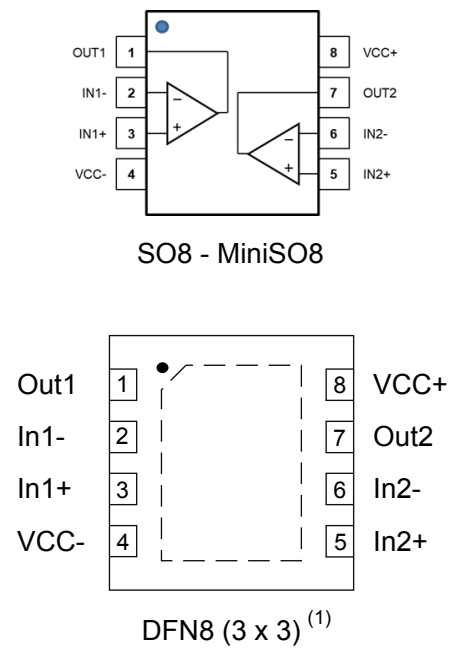 OUT1 1 8 VCC+
IN1- 2 − 7 OUT2
IN1+ 3 + − 6 IN2-
VCC- 4 + 5 IN2+
SO8 - MiniSO8
Out1 1 8 VCC+
In1- 2 7 Out2
In1+ 3 6 In2-
VCC- 4 5 In2+
DFN8 (3 x 3) (1)